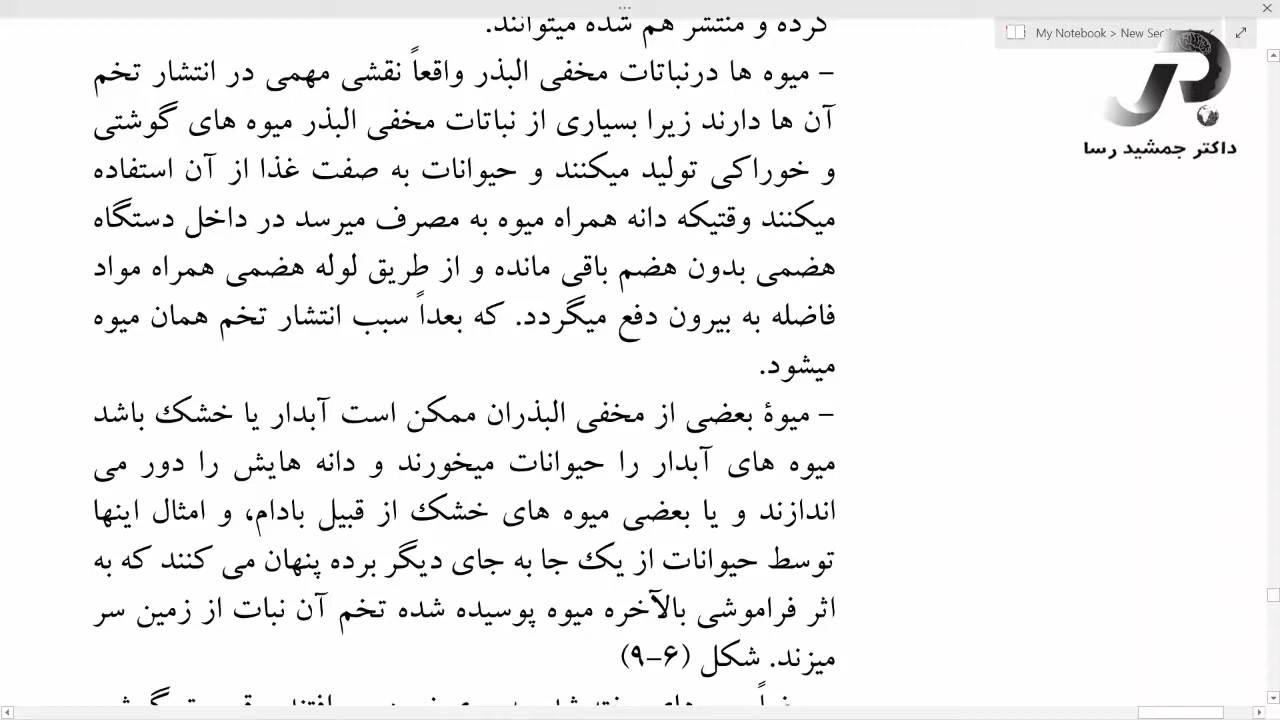 کرده و منتشر هم شده میتوانند.
My Notebook > New Sec
– میوه ها درنباتات مخفی البذر واقعاً نقشی مهمی در انتشار تخم
آن ها دارند زیرا بسیاری از نباتات مخفی البذر میوه های گوشتی
و خوراکی تولید میکنند و حیوانات به صفت غذا از آن استفاده
میکنند وقتیکه دانه همراه میوه به مصرف میرسد در داخل دستگاه
هضمی بدون هضم باقی مانده و از طریق لوله هضمی همراه مواد
فاضله به بیرون دفع میگردد. که بعداً سبب انتشار تخم همان میوه
میشود.
– میوهٔ بعضی از مخفی البذران ممکن است آبدار یا خشک باشد
میوه های آبدار را حیوانات میخورند و دانه هایش را دور می
اندازند و یا بعضی میوه های خشک از قبیل بادام، و امثال اینها
توسط حیوانات از یک جا به جای دیگر برده پنهان می کنند که به
اثر فراموشی بالآخره میوه پوسیده شده تخم آن نبات از زمین سر
میزند. شکل (۶–۹)
داکتر جمشید رسا